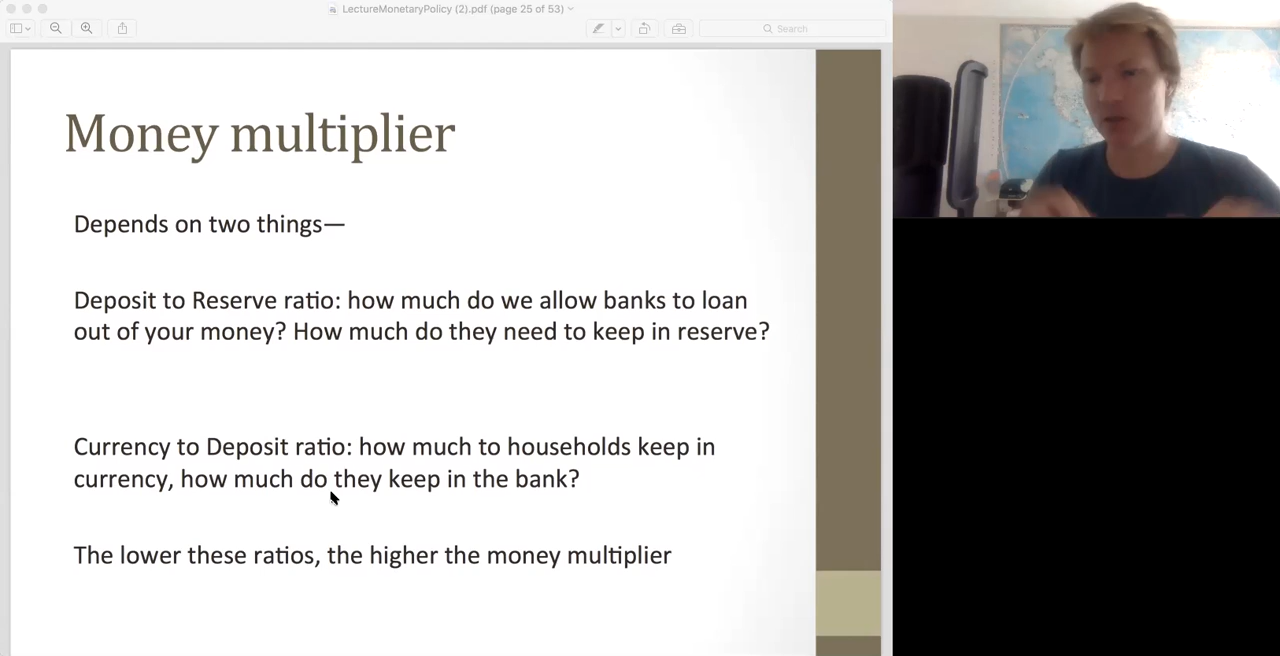 LectureMonetaryPolicy (2).pdf (page 25 of 53)
Search
Money multiplier
Depends on two things—
Deposit to Reserve ratio: how much do we allow banks to loan
out of your money? How much do they need to keep in reserve?
Currency to Deposit ratio: how much to households keep in
currency, how much do they keep in the bank?
The lower these ratios, the higher the money multiplier